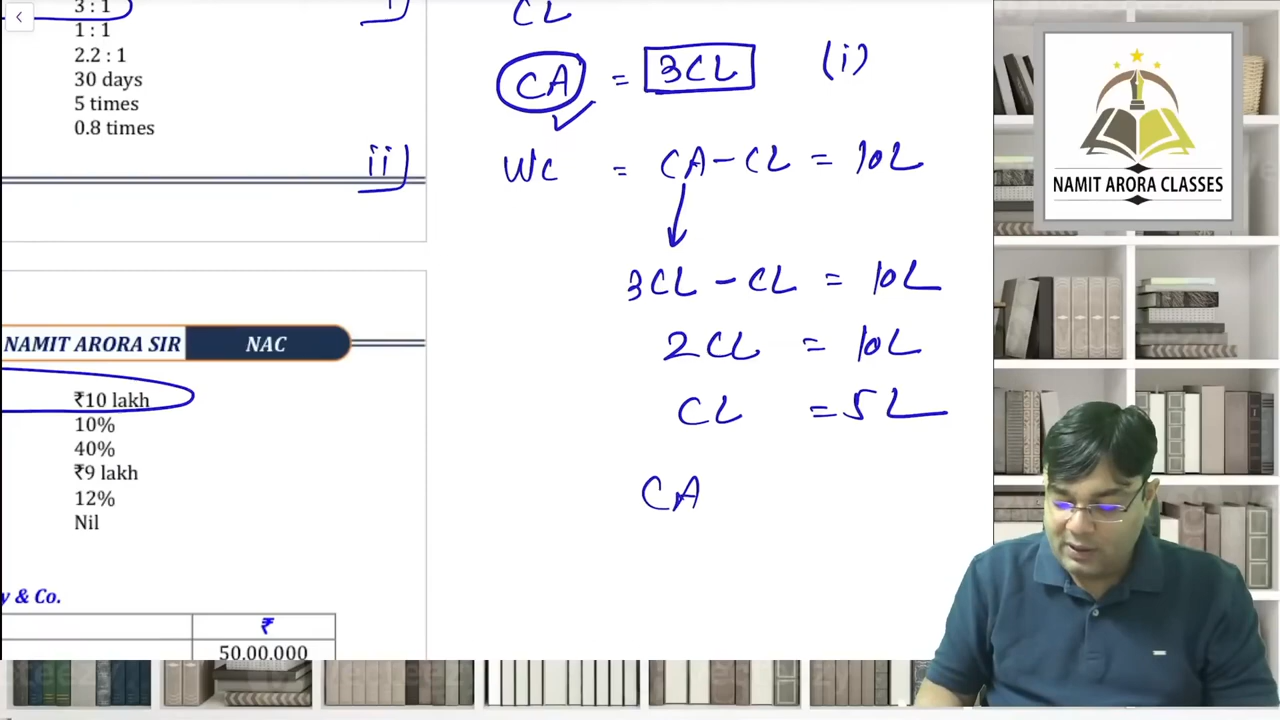 3 : 1
1 : 1
2.2 : 1
30 days
5 times
0.8 times
NAMIT ARORA SIR NAC
₹10 lakh
10%
40%
₹9 lakh
12%
Nil
y & Co.
₹
50,00,000
i) CL
CA = 3CL (i)
ii) WC = CA - CL = 10L
3CL - CL = 10L
2CL = 10L
CL = 5L
CA
NAMIT ARORA CLASSES